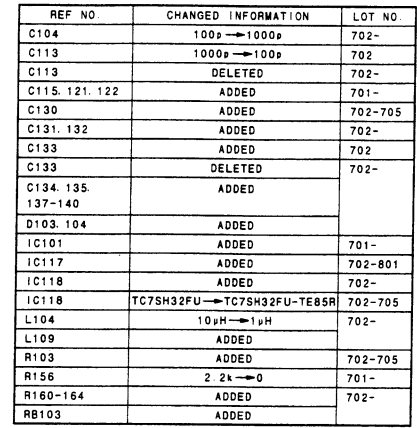 REF NO. CHANGED INFORMATION LOT NO.
C104 100p→1000p 702-
C113 1000p→100p 702
C113 DELETED 702-
C115. 121. 122 ADDED 701-
C130 ADDED 702-705
C131. 132 ADDED 702-
C133 ADDED 702
C133 DELETED 702-
C134. 135. ADDED
137-140
D103. 104 ADDED
IC101 ADDED 701-
IC117 ADDED 702-801
IC118 ADDED 702-
IC118 TC7SH32FU→TC7SH32FU-TE85R 702-705
L104 10μH→1μH 702-
L109 ADDED
R103 ADDED 702-705
R156 2.2k→0 701-
R160-164 ADDED 702-
RB103 ADDED